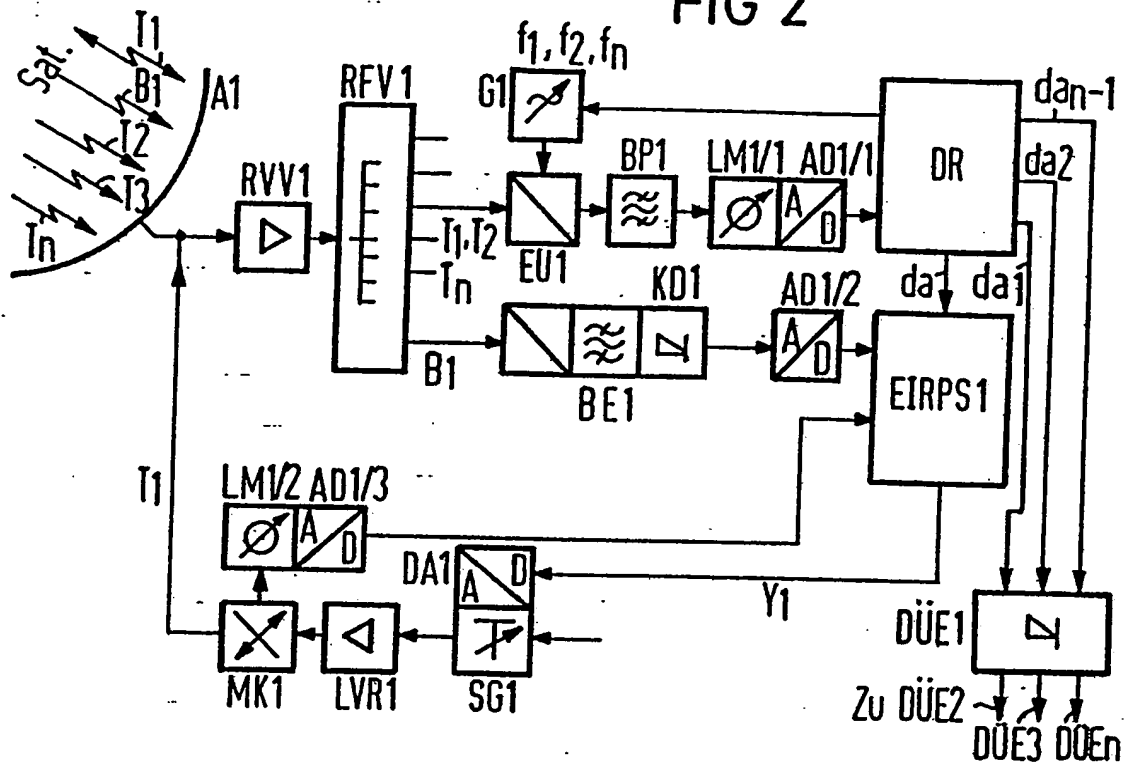 FIG 2
Sat.
T1
B1
T2
T3
Tn
A1
RVV1
RFV1
f1, f2, fn
G1
EU1
BP1
LM1/1 AD1/1
A
D
T1, T2
Tn
B1
BE1
KD1
AD1/2
A
D
DR
dan-1
da2
da
da1
EIRPS1
T1
LM1/2 AD1/3
A
D
DA1
D
A
Y1
MK1
LVR1
SG1
DÜE1
Zu DÜE2
DÜE3 DÜEn